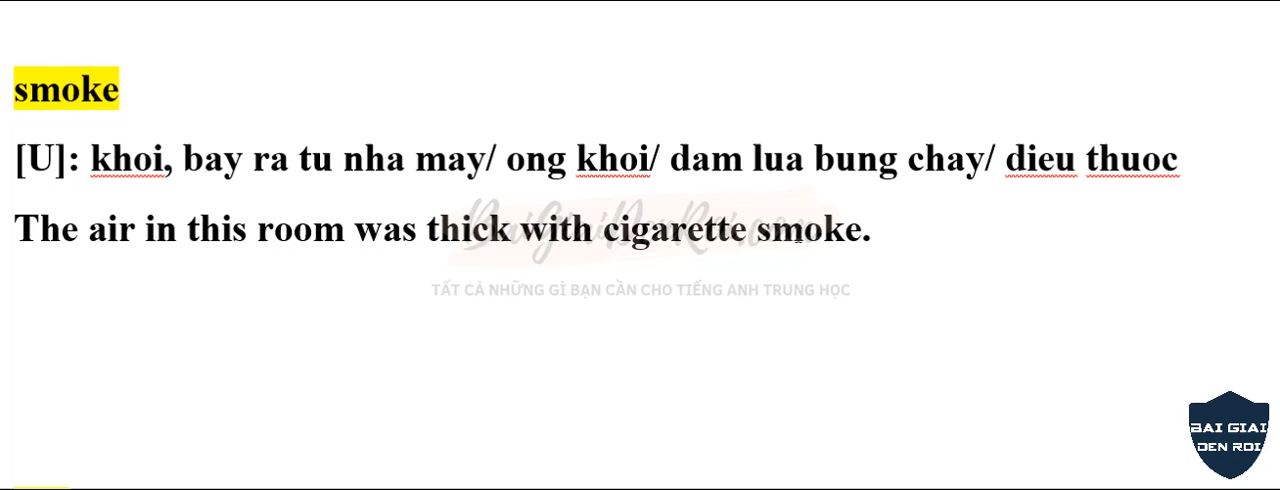 smoke
[U]: khoi, bay ra tu nha may/ ong khoi/ dam lua bung chay/ dieu thuoc
The air in this room was thick with cigarette smoke.
BaiGiaiDenRoi.com
TẤT CẢ NHỮNG GÌ BẠN CẦN CHO TIẾNG ANH TRUNG HỌC
BAI GIAI
DEN ROI